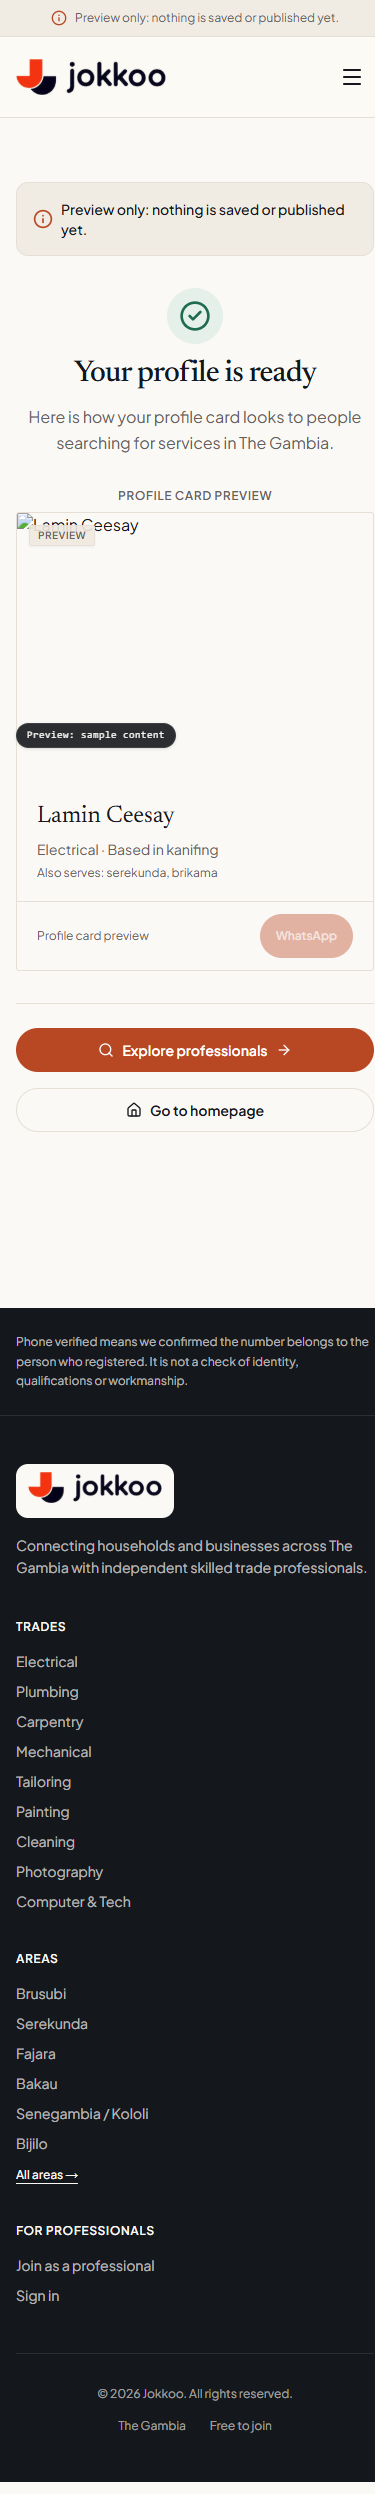 Preview only: nothing is saved or published yet.
jokkoo
Preview only: nothing is saved or published
yet.
Your profile is ready
Here is how your profile card looks to people
searching for services in The Gambia.
PROFILE CARD PREVIEW
Lamin Ceesay
PREVIEW
Preview: sample content
Lamin Ceesay
Electrical · Based in kanifing
Also serves: serekunda, brikama
Profile card preview
WhatsApp
Explore professionals →
Go to homepage
Phone verified means we confirmed the number belongs to the
person who registered. It is not a check of identity,
qualifications or workmanship.
jokkoo
Connecting households and businesses across The
Gambia with independent skilled trade professionals.
TRADES
Electrical
Plumbing
Carpentry
Mechanical
Tailoring
Painting
Cleaning
Photography
Computer & Tech
AREAS
Brusubi
Serekunda
Fajara
Bakau
Senegambia / Kololi
Bijilo
All areas →
FOR PROFESSIONALS
Join as a professional
Sign in
© 2026 Jokkoo. All rights reserved.
The Gambia Free to join